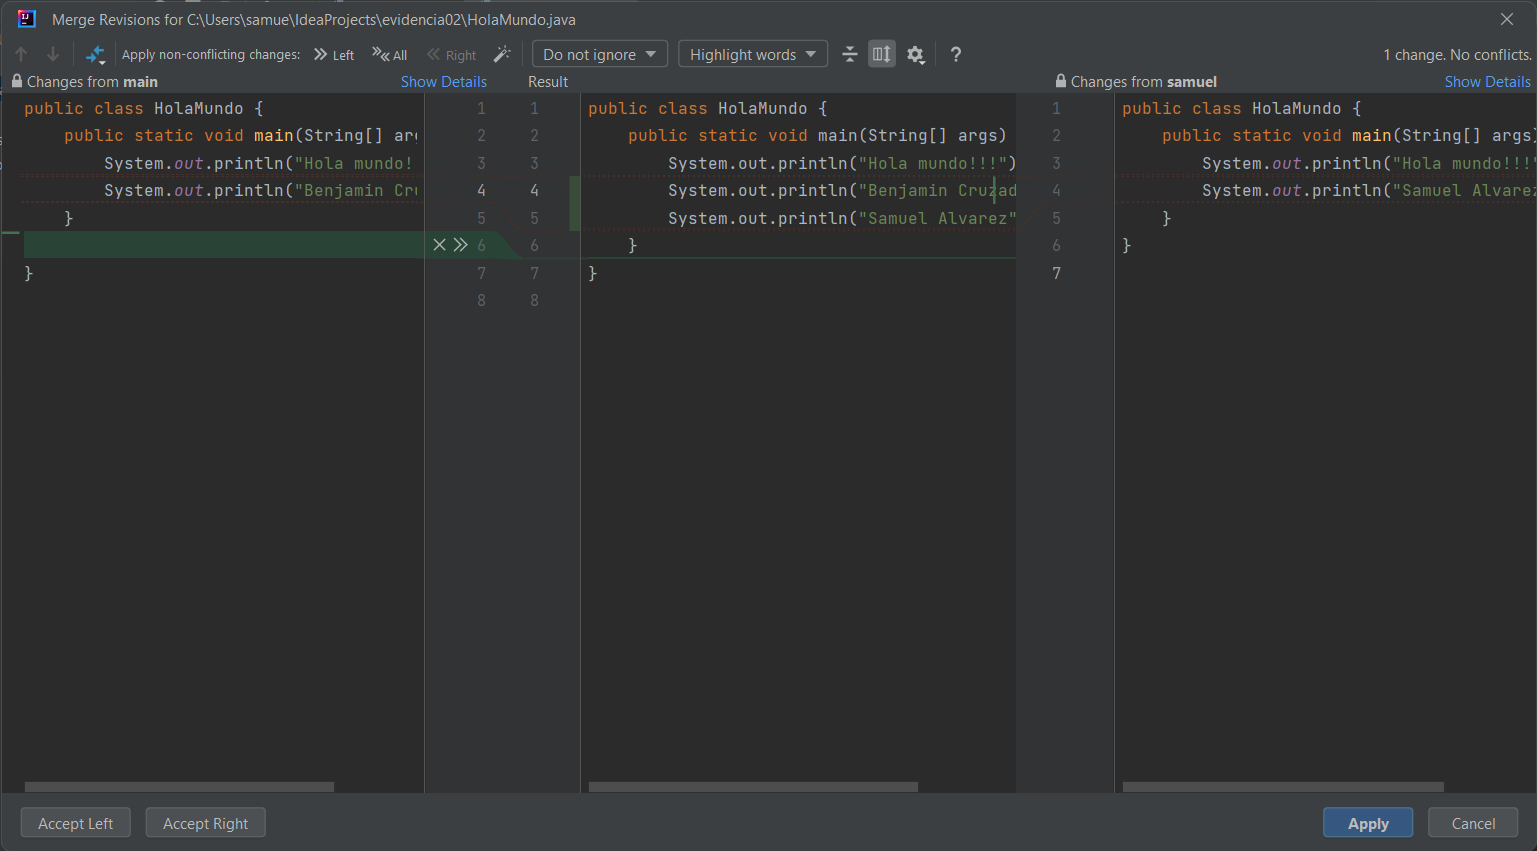 Merge Revisions for C:\Users\samue\IdeaProjects\evidencia02\HolaMundo.java
Apply non-conflicting changes: Left All Right Do not ignore Highlight words ? 1 change. No conflicts.
Changes from main Show Details Result Changes from samuel Show Details
public class HolaMundo { 1 1 public class HolaMundo { 1 public class HolaMundo {
public static void main(String[] arg 2 2 public static void main(String[] args) 2 public static void main(String[] args)
System.out.println("Hola mundo! 3 3 System.out.println("Hola mundo!!!") 3 System.out.println("Hola mundo!!!"
System.out.println("Benjamin Cru 4 4 System.out.println("Benjamin Cruzad 4 System.out.println("Samuel Alvarez
} 5 5 System.out.println("Samuel Alvarez" 5 }
6 6 } 6 }
} 7 7 } 7
8 8
Accept Left Accept Right Apply Cancel